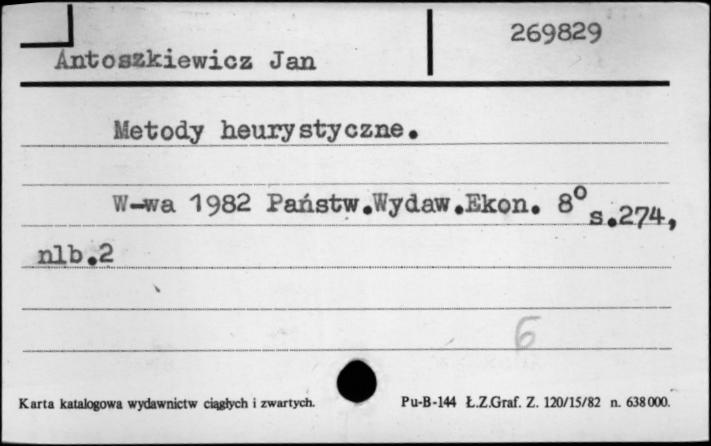 269829
Antoszkiewicz Jan
Metody heurystyczne.
W-wa 1982 Państw.Wydaw.Ekon. 8° s.274,
nlb.2
6
Karta katalogowa wydawnictw ciągłych i zwartych. Pu-B-144 Ł.Z.Graf. Z. 120/15/82 n. 638000.